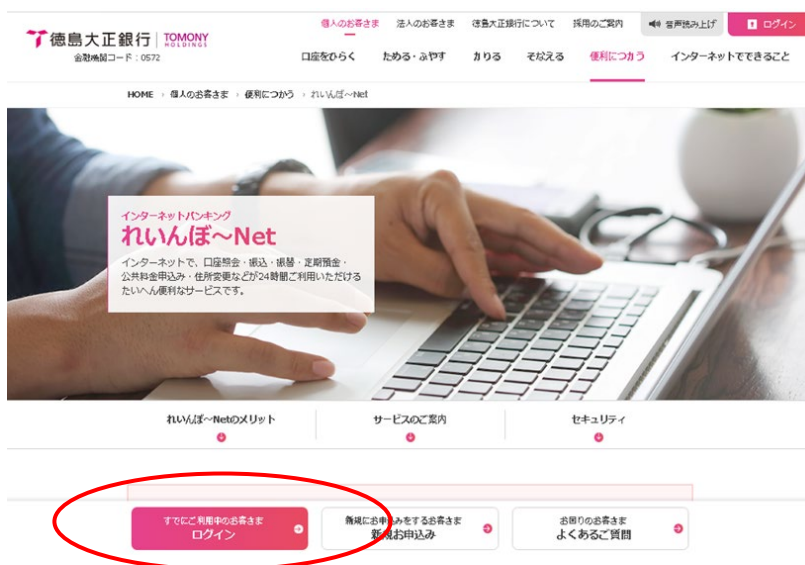 個人のお客さま 法人のお客さま 徳島大正銀行について 採用のご案内 音声読み上げ ログイン
徳島大正銀行 TOMONY HOLDINGS
金融機関コード：0572
口座をひらく ためる・ふやす かりる そなえる 便利につかう インターネットでできること
HOME › 個人のお客さま › 便利につかう › れいんぼ～Net
インターネットバンキング
れいんぼ～Net
インターネットで、口座照会・振込・振替・定期預金・
公共料金申込み・住所変更などが24時間ご利用いただける
たいへん便利なサービスです。
れいんぼ～Netのメリット サービスのご案内 セキュリティ
すでにご利用中のお客さま 新規にお申込みをするお客さま お困りのお客さま
ログイン 新規お申込み よくあるご質問